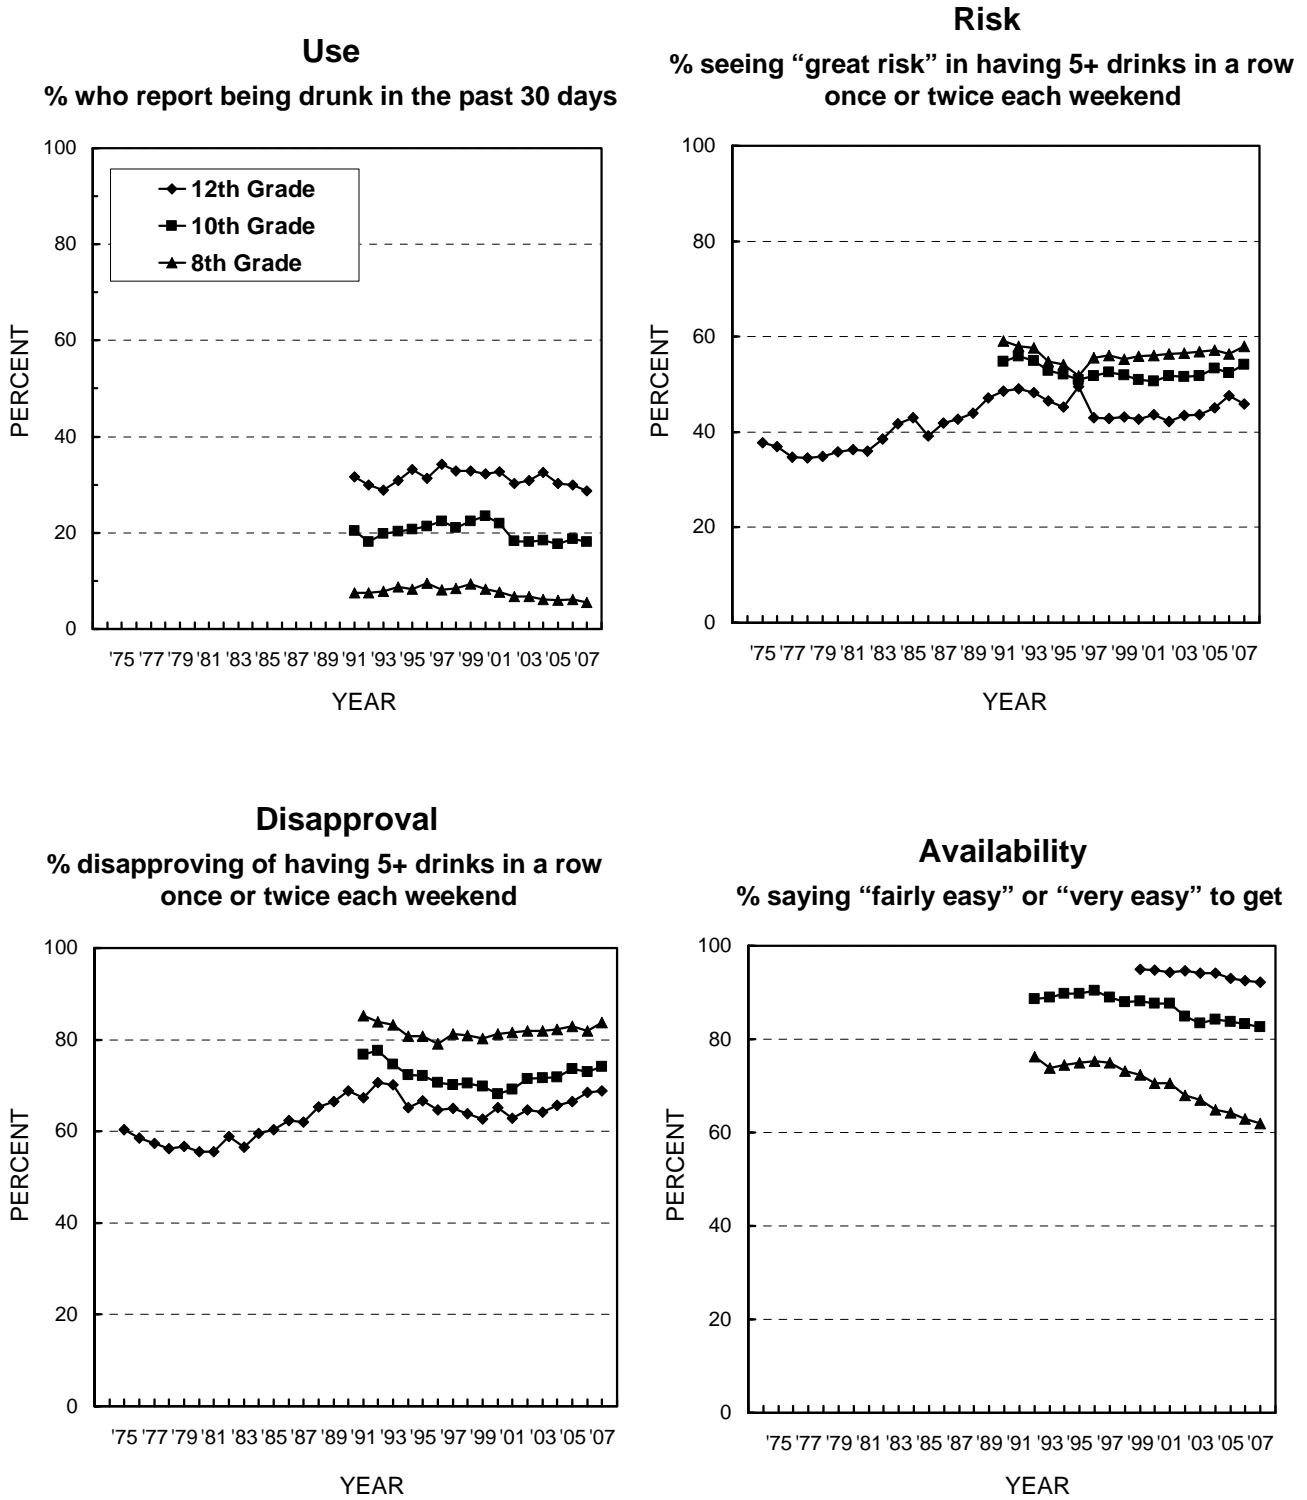 Use
% who report being drunk in the past 30 days
100
80
60
40
20
0
PERCENT
12th Grade
10th Grade
8th Grade
'75 '77 '79 '81 '83 '85 '87 '89 '91 '93 '95 '97 '99 '01 '03 '05 '07
YEAR
Risk
% seeing “great risk” in having 5+ drinks in a row
once or twice each weekend
100
80
60
40
20
0
PERCENT
'75 '77 '79 '81 '83 '85 '87 '89 '91 '93 '95 '97 '99 '01 '03 '05 '07
YEAR
Disapproval
% disapproving of having 5+ drinks in a row
once or twice each weekend
100
80
60
40
20
0
PERCENT
'75 '77 '79 '81 '83 '85 '87 '89 '91 '93 '95 '97 '99 '01 '03 '05 '07
YEAR
Availability
% saying “fairly easy” or “very easy” to get
100
80
60
40
20
0
PERCENT
'75 '77 '79 '81 '83 '85 '87 '89 '91 '93 '95 '97 '99 '01 '03 '05 '07
YEAR